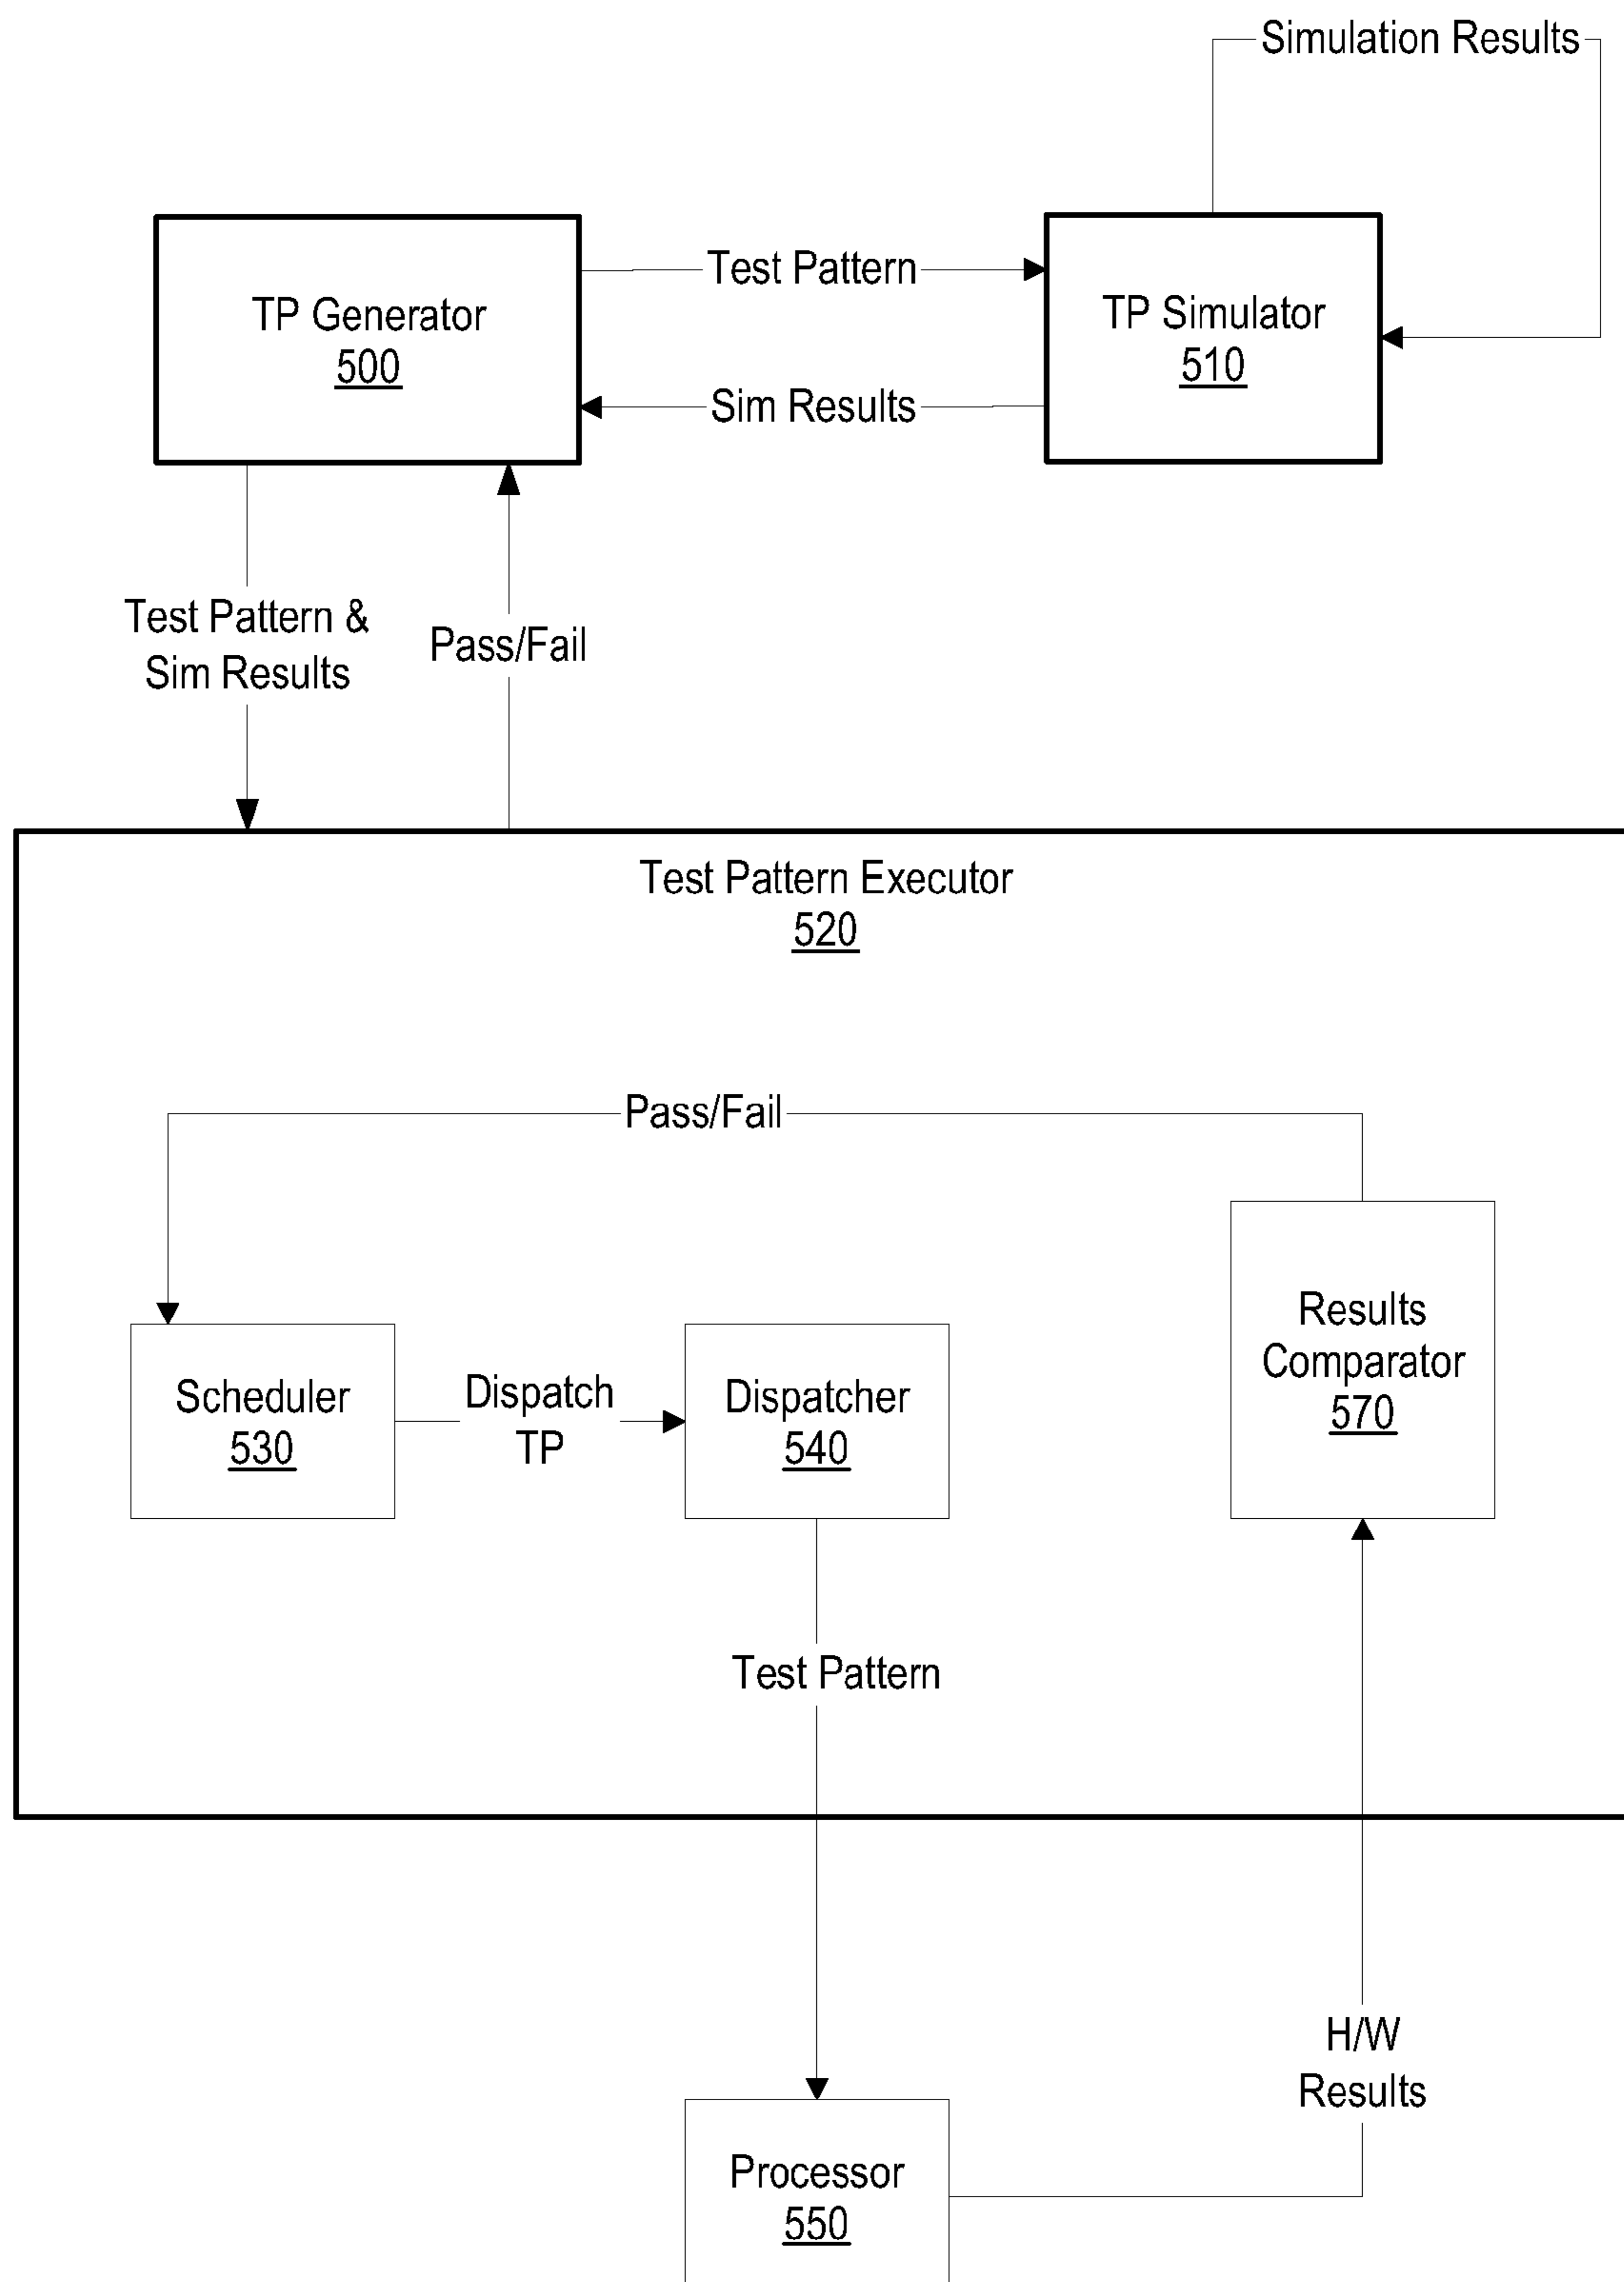 Simulation Results
Test Pattern
TP Generator
500
TP Simulator
510
Sim Results
Test Pattern &
Sim Results
Pass/Fail
Test Pattern Executor
520
Pass/Fail
Results
Comparator
570
Scheduler
530
Dispatch
TP
Dispatcher
540
Test Pattern
H/W
Results
Processor
550